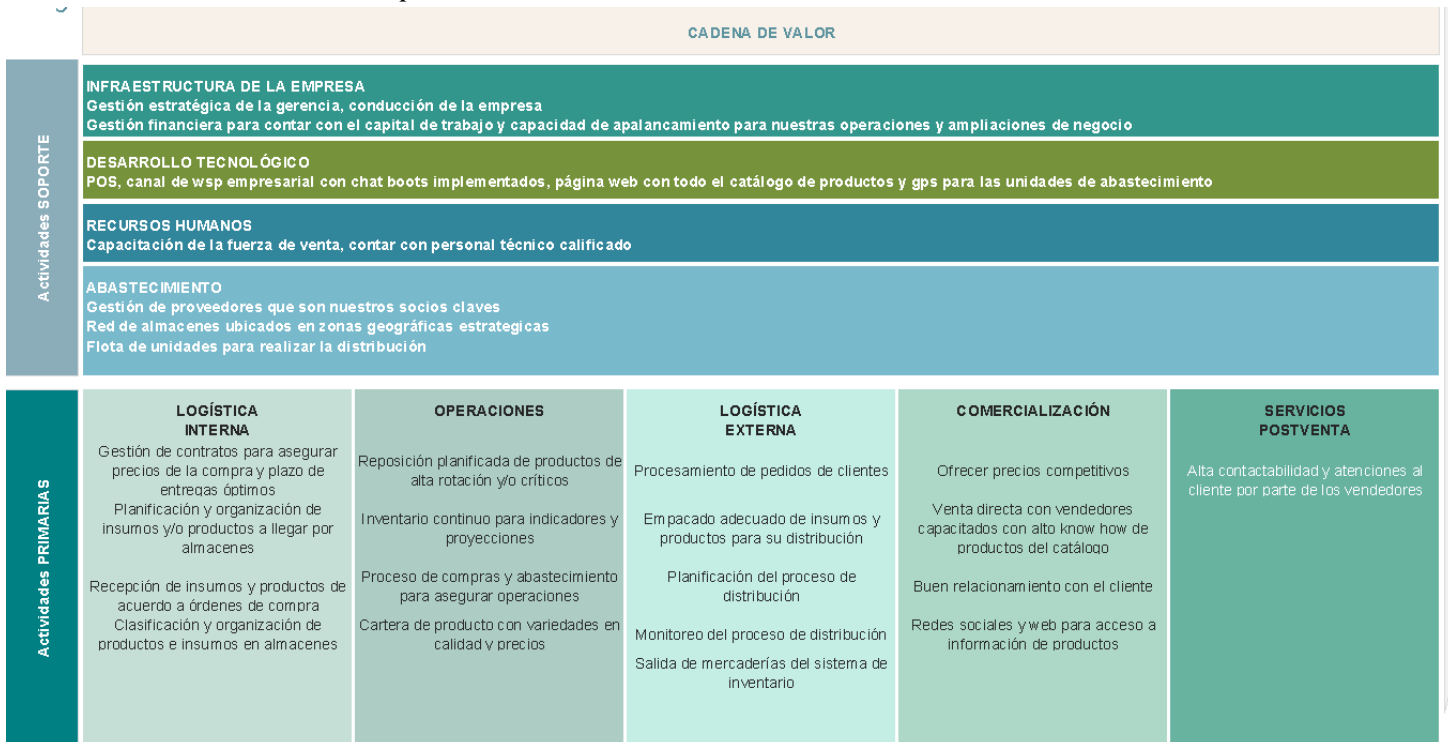 CADENA DE VALOR
Actividades SOPORTE
INFRAESTRUCTURA DE LA EMPRESA
Gestión estratégica de la gerencia, conducción de la empresa
Gestión financiera para contar con el capital de trabajo y capacidad de apalancamiento para nuestras operaciones y ampliaciones de negocio
DESARROLLO TECNOLÓGICO
POS, canal de wsp empresarial con chat boots implementados, página web con todo el catálogo de productos y gps para las unidades de abastecimiento
RECURSOS HUMANOS
Capacitación de la fuerza de venta, contar con personal técnico calificado
ABASTECIMIENTO
Gestión de proveedores que son nuestros socios claves
Red de almacenes ubicados en zonas geográficas estrategicas
Flota de unidades para realizar la distribución
Actividades PRIMARIAS
LOGÍSTICA
INTERNA
Gestión de contratos para asegurar
precios de la compra y plazo de
entregas óptimos
Planificación y organización de
insumos y/o productos a llegar por
almacenes
Recepción de insumos y productos de
acuerdo a órdenes de compra
Clasificación y organización de
productos e insumos en almacenes
OPERACIONES
Reposición planificada de productos de
alta rotación y/o críticos
Inventario continuo para indicadores y
proyecciones
Proceso de compras y abastecimiento
para asegurar operaciones
Cartera de producto con variedades en
calidad y precios
LOGÍSTICA
EXTERNA
Procesamiento de pedidos de clientes
Empacado adecuado de insumos y
productos para su distribución
Planificación del proceso de
distribución
Monitoreo del proceso de distribución
Salida de mercaderías del sistema de
inventario
COMERCIALIZACIÓN
Ofrecer precios competitivos
Venta directa con vendedores
capacitados con alto know how de
productos del catálogo
Buen relacionamiento con el cliente
Redes sociales y web para acceso a
información de productos
SERVICIOS
POSTVENTA
Alta contactabilidad y atenciones al
cliente por parte de los vendedores